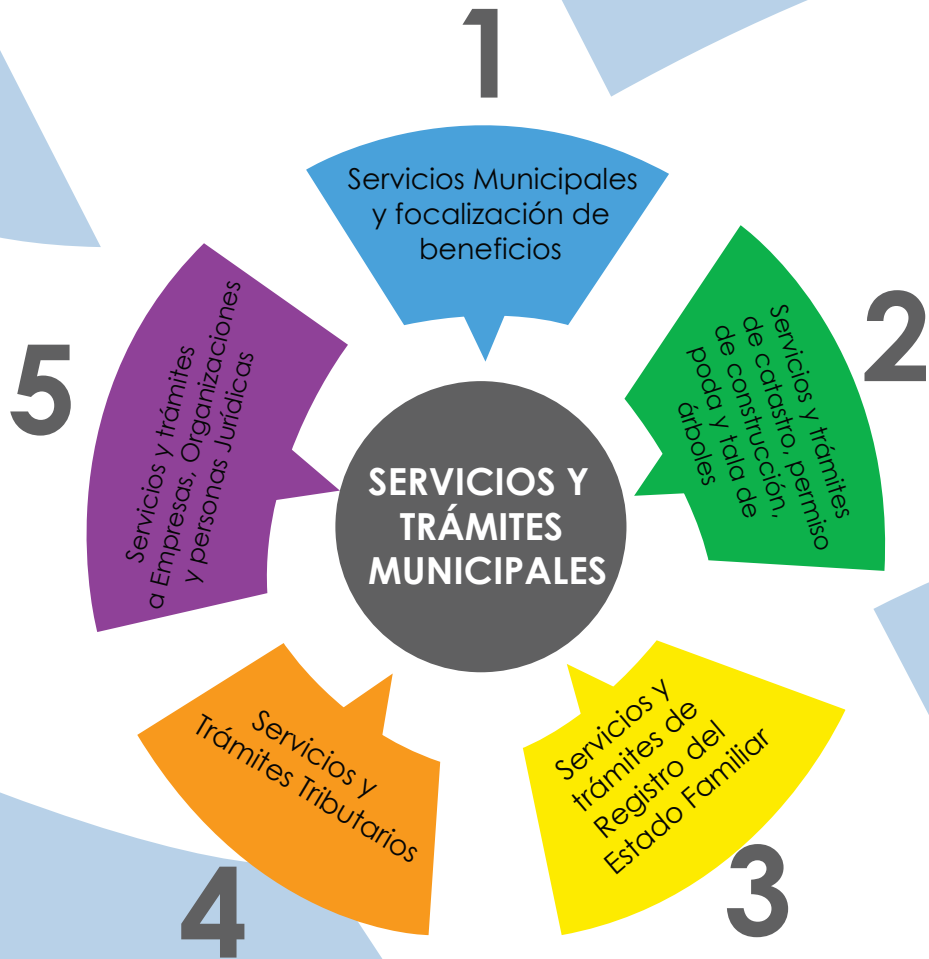 1
Servicios Municipales
y focalización de
beneficios
2
Servicios y trámites
de catastro, permiso
de construcción,
poda y tala de
árboles
3
Servicios y
trámites de
Registro del
Estado Familiar
4
Servicios y
Trámites Tributarios
5
Servicios y trámites
a Empresas, Organizaciones
y personas Jurídicas
SERVICIOS Y
TRÁMITES
MUNICIPALES